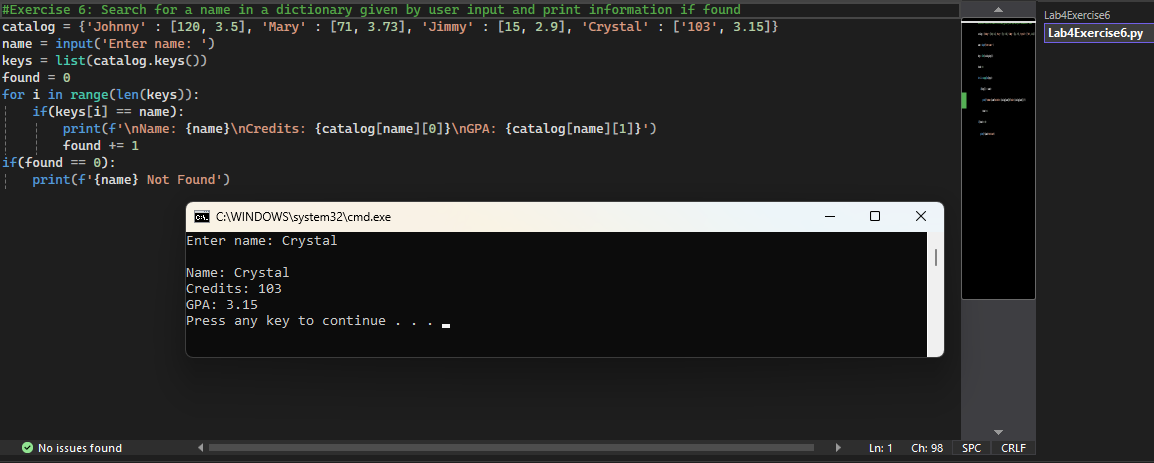 #Exercise 6: Search for a name in a dictionary given by user input and print information if found
catalog = {'Johnny' : [120, 3.5], 'Mary' : [71, 3.73], 'Jimmy' : [15, 2.9], 'Crystal' : ['103', 3.15]}
name = input('Enter name: ')
keys = list(catalog.keys())
found = 0
for i in range(len(keys)):
    if(keys[i] == name):
        print(f'\nName: {name}\nCredits: {catalog[name][0]}\nGPA: {catalog[name][1]}')
        found += 1
if(found == 0):
    print(f'{name} Not Found')
C:\WINDOWS\system32\cmd.exe
Enter name: Crystal
Name: Crystal
Credits: 103
GPA: 3.15
Press any key to continue . . .
Lab4Exercise6
Lab4Exercise6.py
No issues found
Ln: 1 Ch: 98 SPC CRLF